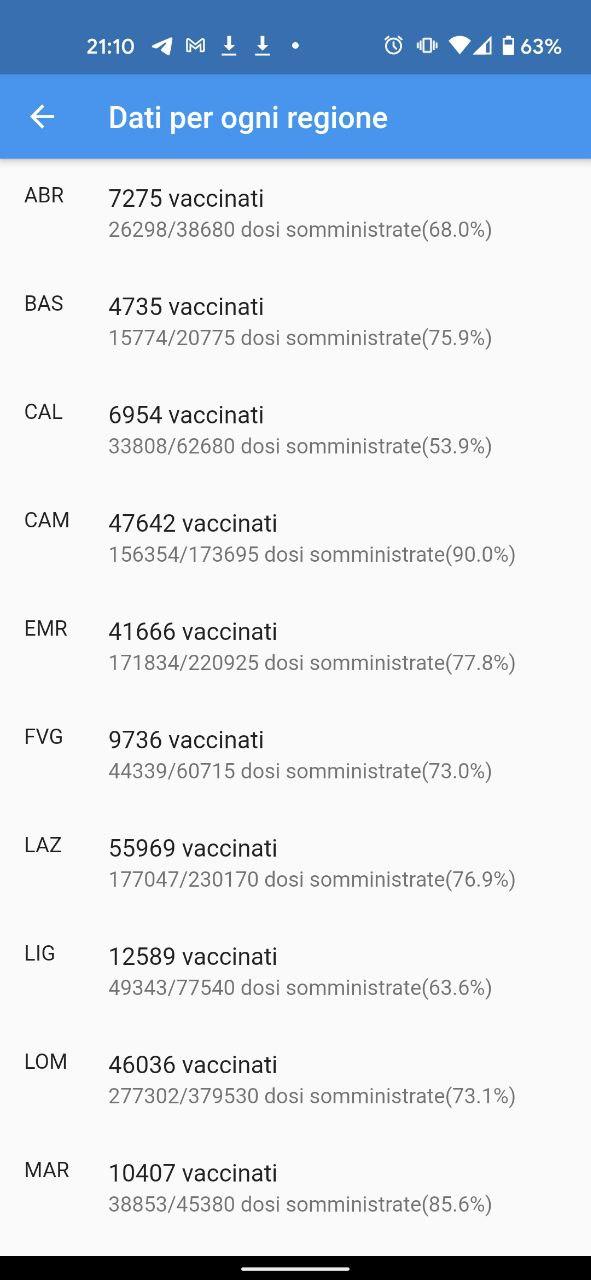 21:10 63%
Dati per ogni regione
ABR 7275 vaccinati
26298/38680 dosi somministrate(68.0%)
BAS 4735 vaccinati
15774/20775 dosi somministrate(75.9%)
CAL 6954 vaccinati
33808/62680 dosi somministrate(53.9%)
CAM 47642 vaccinati
156354/173695 dosi somministrate(90.0%)
EMR 41666 vaccinati
171834/220925 dosi somministrate(77.8%)
FVG 9736 vaccinati
44339/60715 dosi somministrate(73.0%)
LAZ 55969 vaccinati
177047/230170 dosi somministrate(76.9%)
LIG 12589 vaccinati
49343/77540 dosi somministrate(63.6%)
LOM 46036 vaccinati
277302/379530 dosi somministrate(73.1%)
MAR 10407 vaccinati
38853/45380 dosi somministrate(85.6%)